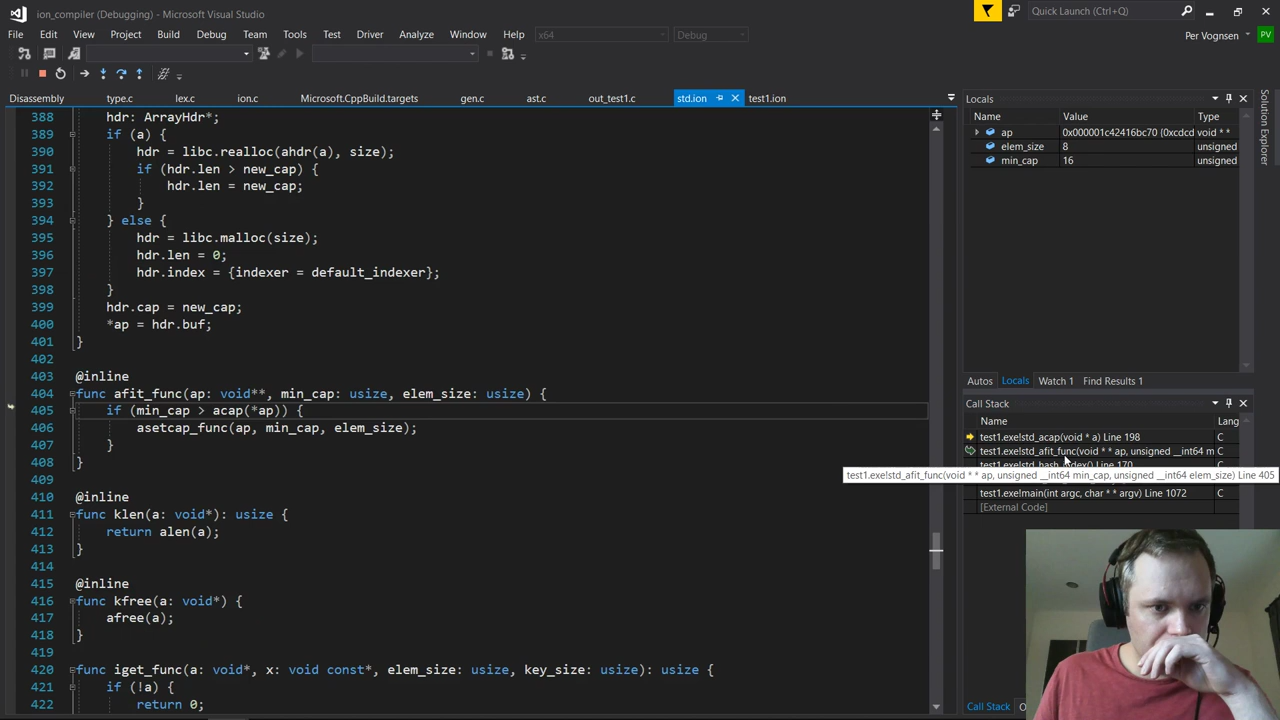 ion_compiler (Debugging) - Microsoft Visual Studio
Quick Launch (Ctrl+Q)
File Edit View Project Build Debug Team Tools Test Driver Analyze Window Help x64 Debug
Per Vognsen PV
Disassembly type.c lex.c ion.c Microsoft.CppBuild.targets gen.c ast.c out_test1.c std.ion test1.ion
388 hdr: ArrayHdr*;
389 if (a) {
390 hdr = libc.realloc(ahdr(a), size);
391 if (hdr.len > new_cap) {
392 hdr.len = new_cap;
393 }
394 } else {
395 hdr = libc.malloc(size);
396 hdr.len = 0;
397 hdr.index = {indexer = default_indexer};
398 }
399 hdr.cap = new_cap;
400 *ap = hdr.buf;
401 }
402
403 @inline
404 func afit_func(ap: void**, min_cap: usize, elem_size: usize) {
405 if (min_cap > acap(*ap)) {
406 asetcap_func(ap, min_cap, elem_size);
407 }
408 }
409
410 @inline
411 func klen(a: void*): usize {
412 return alen(a);
413 }
414
415 @inline
416 func kfree(a: void*) {
417 afree(a);
418 }
419
420 func iget_func(a: void*, x: void const*, elem_size: usize, key_size: usize): usize {
421 if (!a) {
422 return 0;
Locals
Name Value Type
ap 0x000001c42416bc70 {0xcdcd void * *
elem_size 8 unsigned
min_cap 16 unsigned
Autos Locals Watch 1 Find Results 1
Call Stack
Name Lang
test1.exe!std_acap(void * a) Line 198 C
test1.exe!std_afit_func(void * * ap, unsigned __int64 m C
test1.exe!std_hash_index() Line 170 C
test1.exe!std_afit_func(void * * ap, unsigned __int64 min_cap, unsigned __int64 elem_size) Line 405
test1.exe!main(int argc, char * * argv) Line 1072 C
[External Code]
Call Stack
Solution Explorer